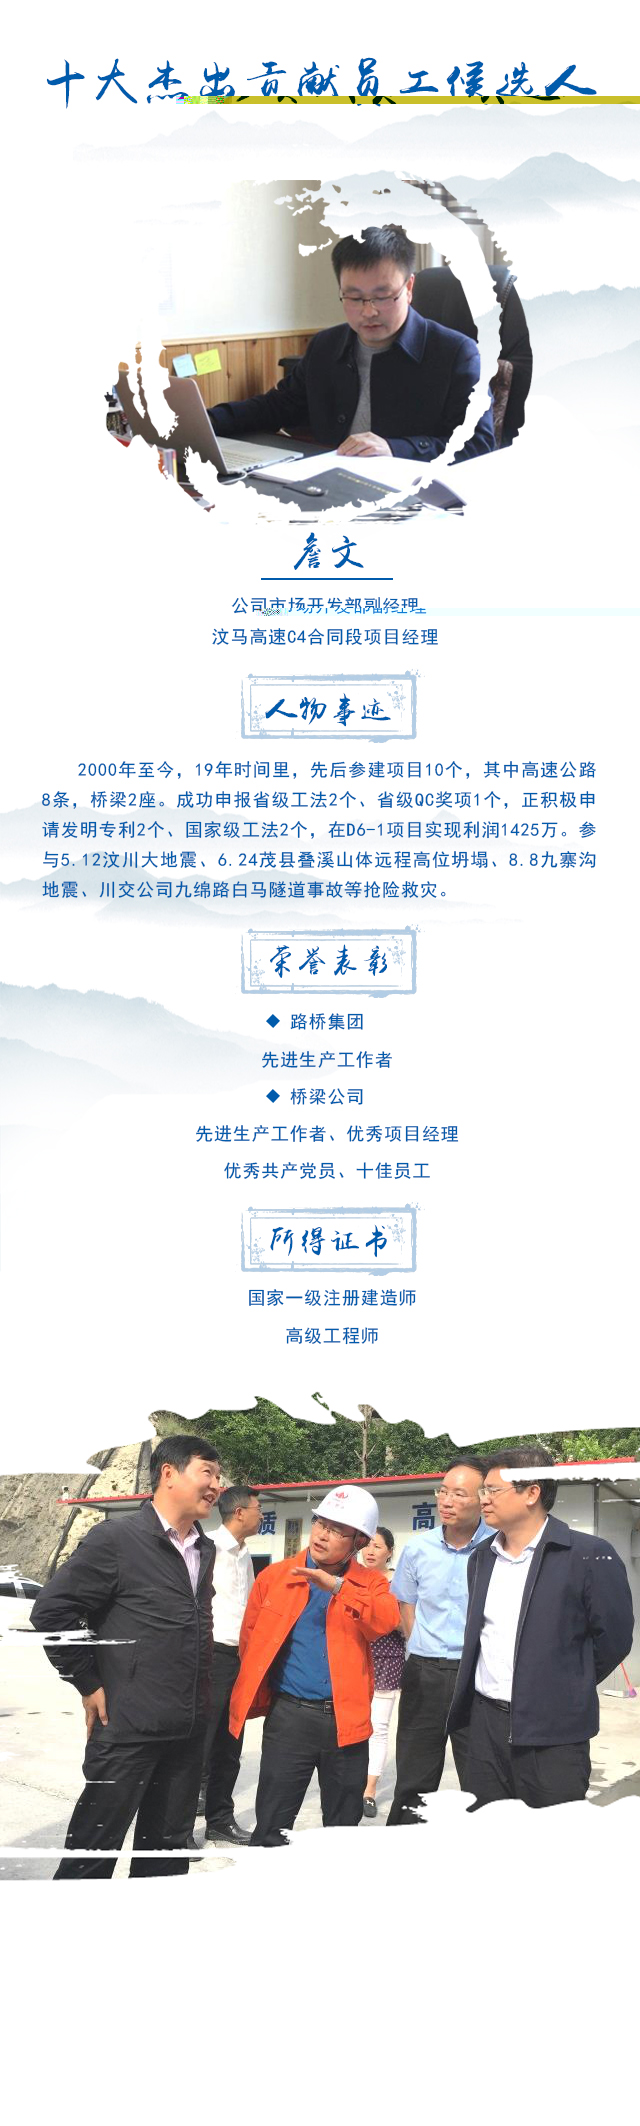 十大杰出贡献员工候选人
詹文
公司市场开发部副经理
汶马高速C4合同段项目经理
人物事迹
2000年至今，19年时间里，先后参建项目10个，其中高速公路
8条，桥梁2座。成功申报省级工法2个、省级QC奖项1个，正积极申
请发明专利2个、国家级工法2个，在D6-1项目实现利润1425万。参
与5.12汶川大地震、6.24茂县叠溪山体远程高位坍塌、8.8九寨沟
地震、川交公司九绵路白马隧道事故等抢险救灾。
荣誉表彰
◆ 路桥集团
先进生产工作者
◆ 桥梁公司
先进生产工作者、优秀项目经理
优秀共产党员、十佳员工
所得证书
国家一级注册建造师
高级工程师
质
高